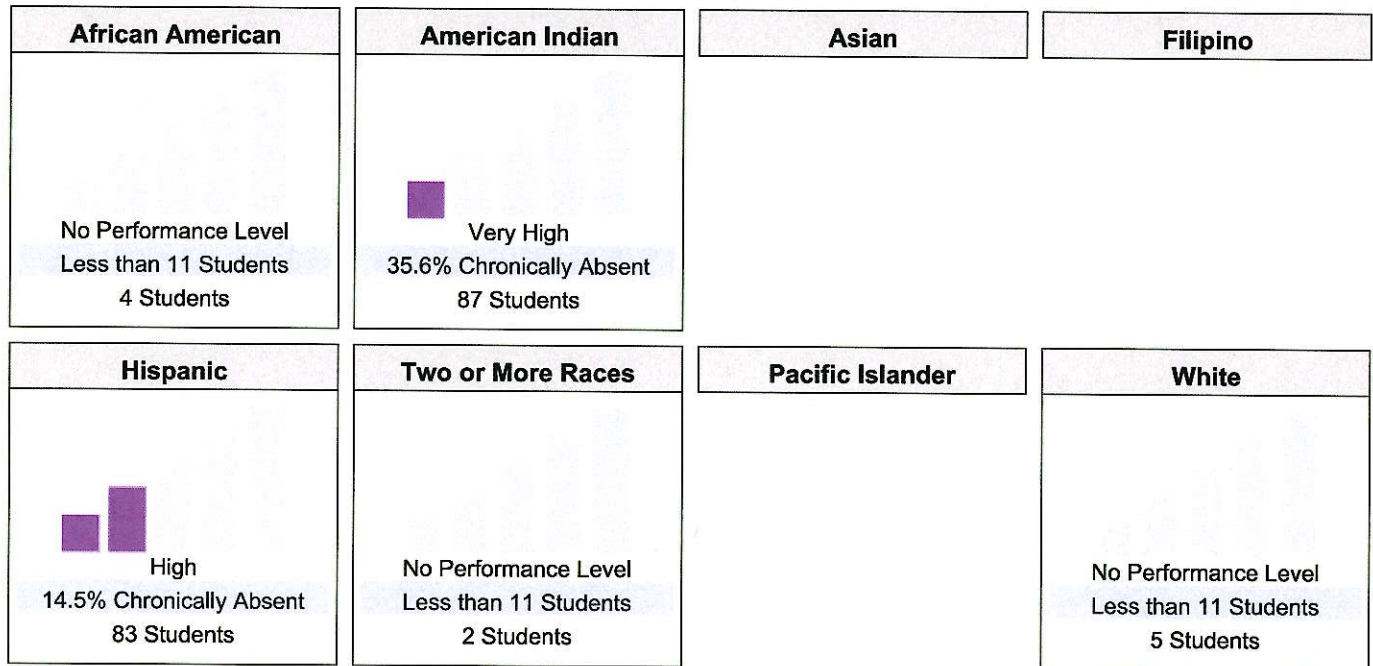 African American
No Performance Level
Less than 11 Students
4 Students
American Indian
Very High
35.6% Chronically Absent
87 Students
Asian
Filipino
Hispanic
High
14.5% Chronically Absent
83 Students
Two or More Races
No Performance Level
Less than 11 Students
2 Students
Pacific Islander
White
No Performance Level
Less than 11 Students
5 Students